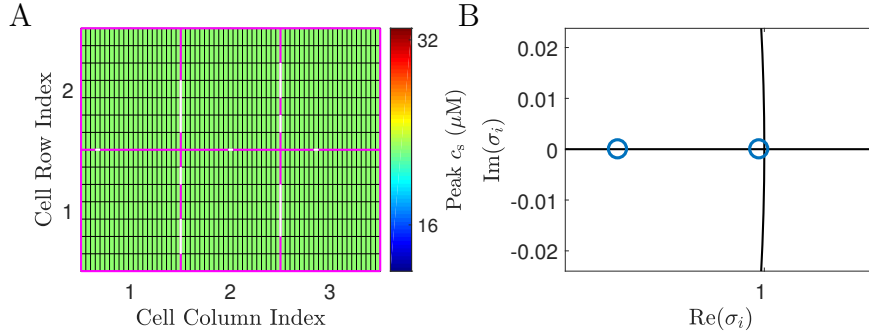 A
B
Cell Row Index
2
1
1
2
3
Cell Column Index
32
16
Peak c_s (μM)
0.02
0.01
0
-0.01
-0.02
Im(σ_i)
1
Re(σ_i)